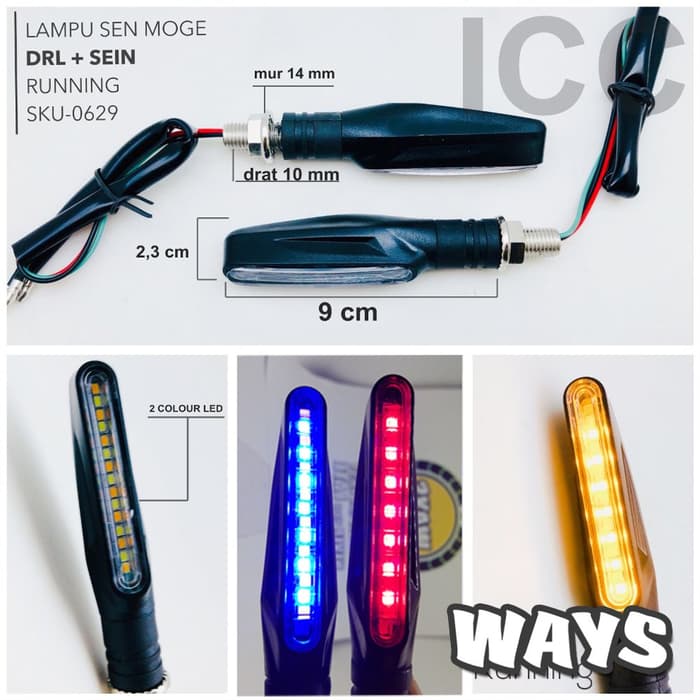 LAMPU SEN MOGE
DRL + SEIN
RUNNING
SKU-0629
ICC
mur 14 mm
drat 10 mm
2,3 cm
9 cm
2 COLOUR LED
WAYS
Running